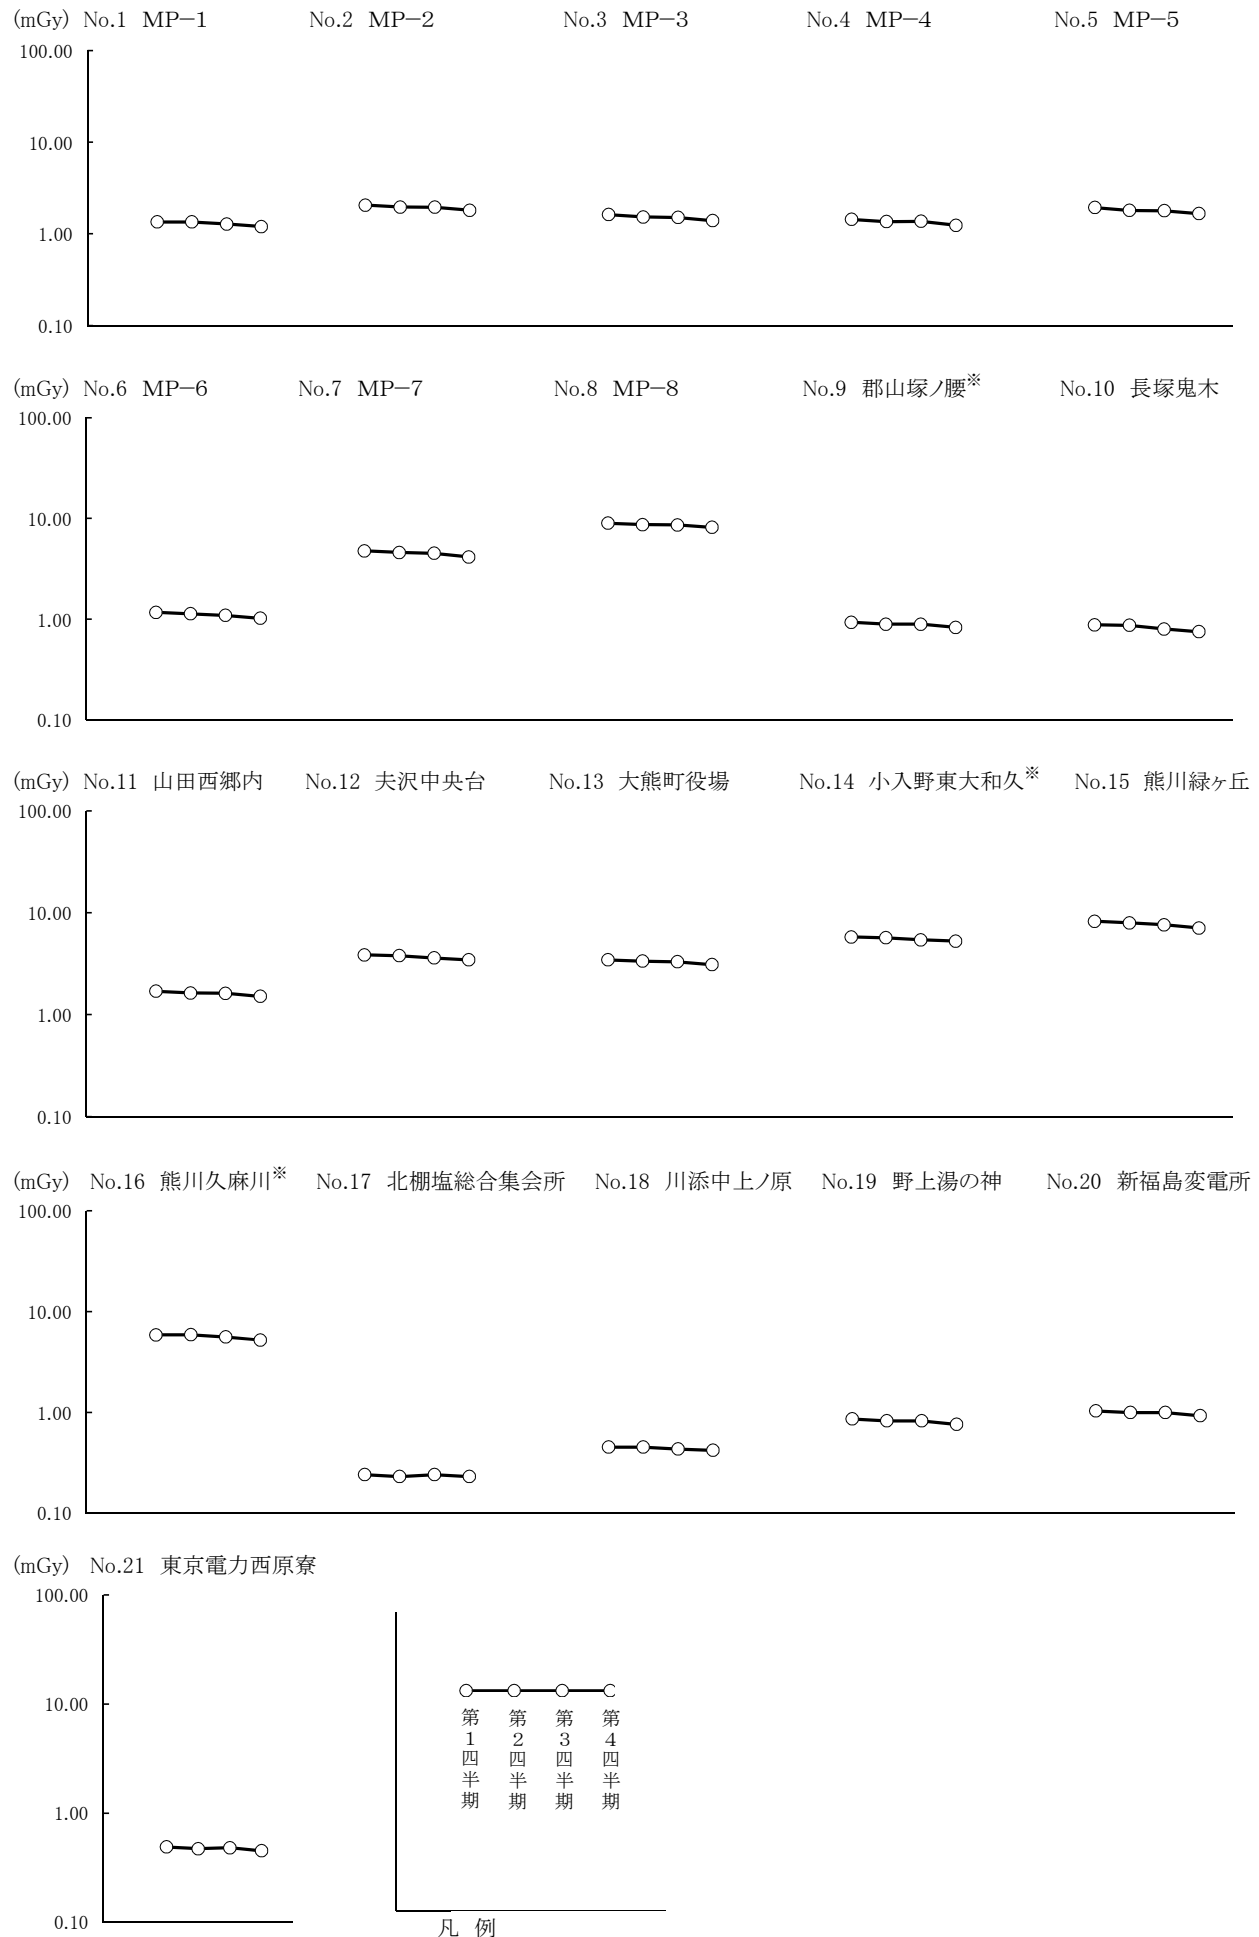 (mGy) No.1 MP−1 No.2 MP−2 No.3 MP−3 No.4 MP−4 No.5 MP−5
100.00
10.00
1.00
0.10
(mGy) No.6 MP−6 No.7 MP−7 No.8 MP−8 No.9 郡山塚ノ腰※ No.10 長塚鬼木
100.00
10.00
1.00
0.10
(mGy) No.11 山田西郷内 No.12 夫沢中央台 No.13 大熊町役場 No.14 小入野東大和久※ No.15 熊川緑ヶ丘
100.00
10.00
1.00
0.10
(mGy) No.16 熊川久麻川※ No.17 北棚塩総合集会所 No.18 川添中上ノ原 No.19 野上湯の神 No.20 新福島変電所
100.00
10.00
1.00
0.10
(mGy) No.21 東京電力西原寮
100.00
10.00
1.00
0.10
第1四半期
第2四半期
第3四半期
第4四半期
凡 例